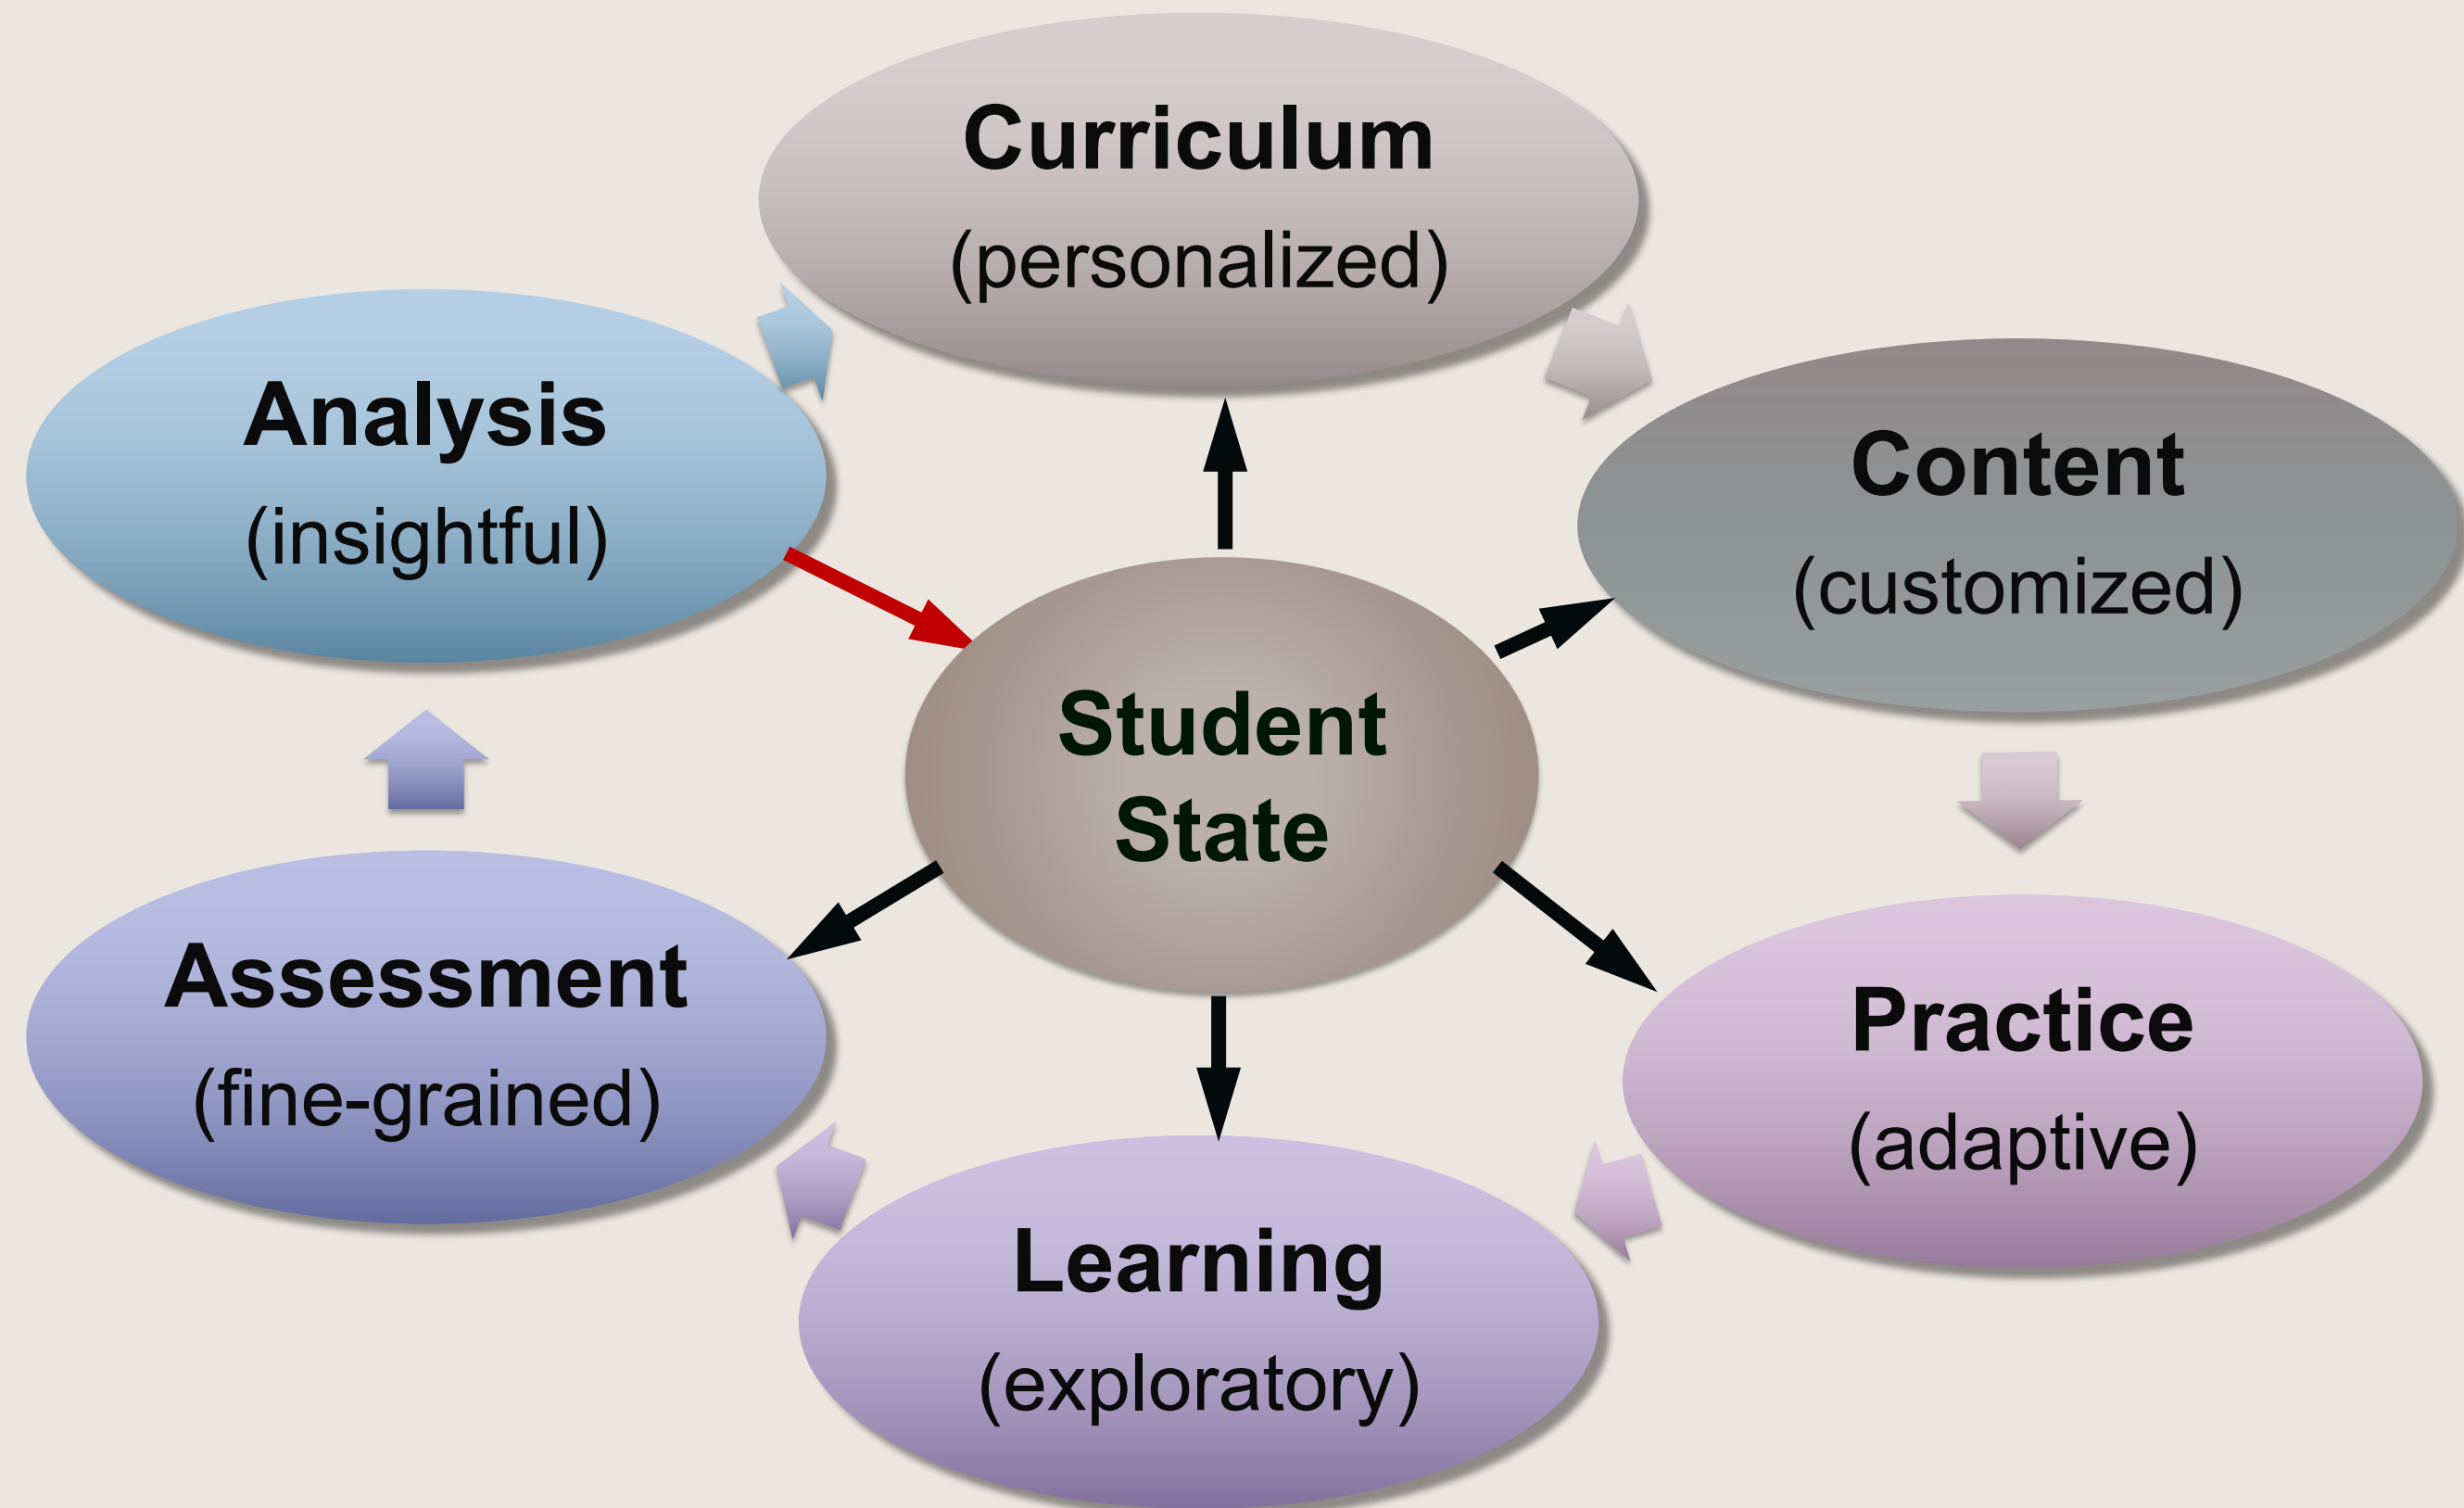 Curriculum
(personalized)
Analysis
(insightful)
Content
(customized)
Student
State
Assessment
(fine-grained)
Practice
(adaptive)
Learning
(exploratory)